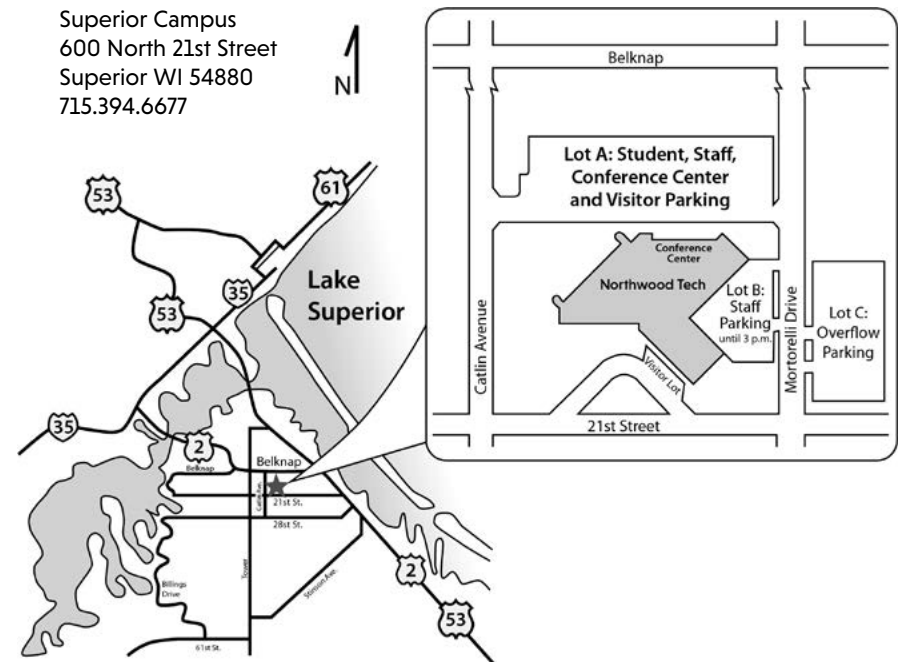 Superior Campus
600 North 21st Street
Superior WI 54880
715.394.6677
N
53
61
35
53
Lake
Superior
35
2
Belknap
Belknap
Catlin Ave.
21st St.
28st St.
Tower
Billings
Drive
Stinson Ave.
2
53
61st St.
Belknap
Lot A: Student, Staff,
Conference Center
and Visitor Parking
Conference
Center
Northwood Tech
Lot B:
Staff
Parking
until 3 p.m.
Lot C:
Overflow
Parking
Catlin Avenue
Mortorelli Drive
Visitor Lot
21st Street